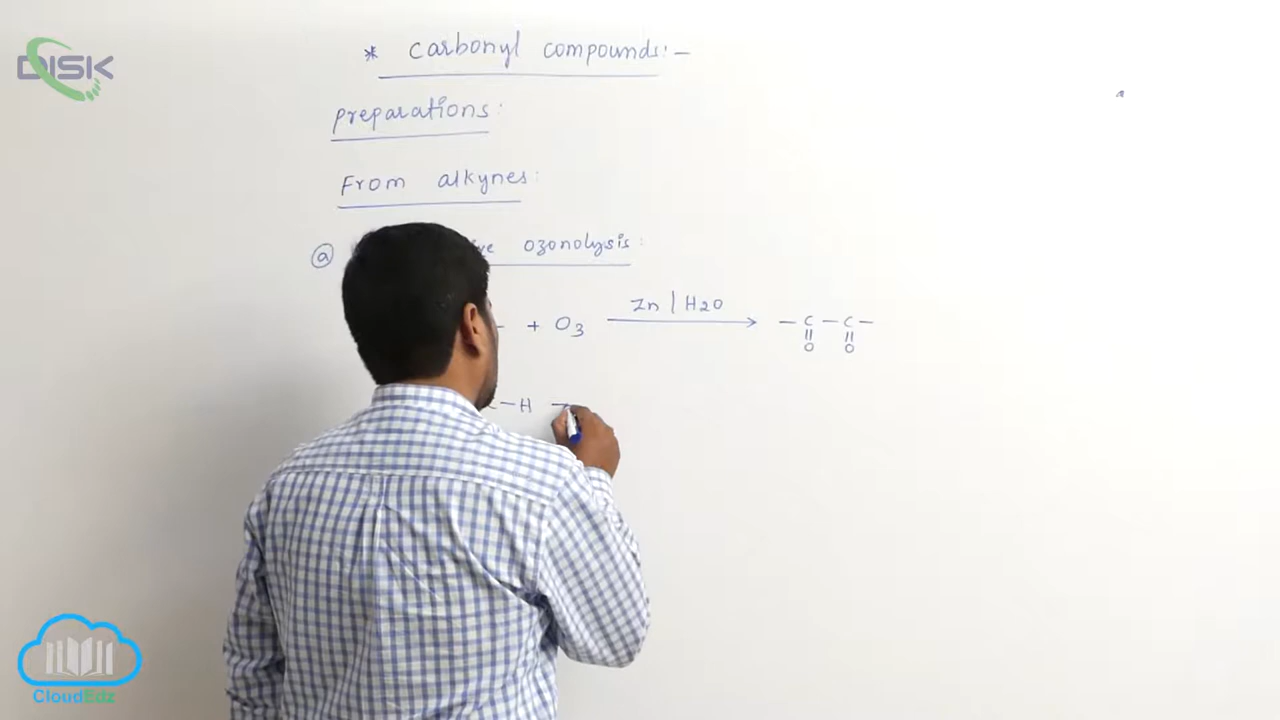 DISK
* Carbonyl compounds:-
preparations:
From alkynes:
(a) ozonolysis:
+ O3 Zn | H2O → - C - C -
|| ||
O O
- H
CloudEdz